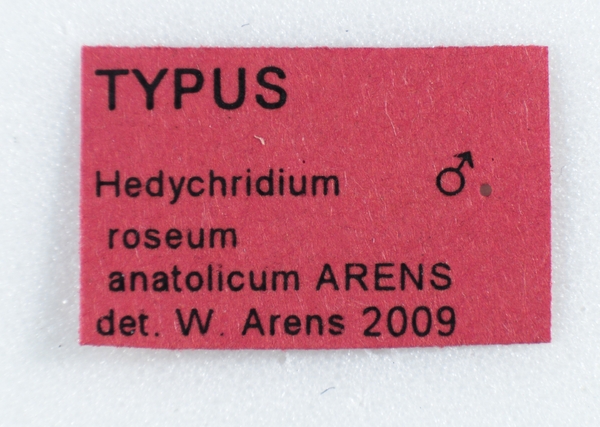 TYPUS
Hedychridium ♂
roseum
anatolicum ARENS
det. W. Arens 2009